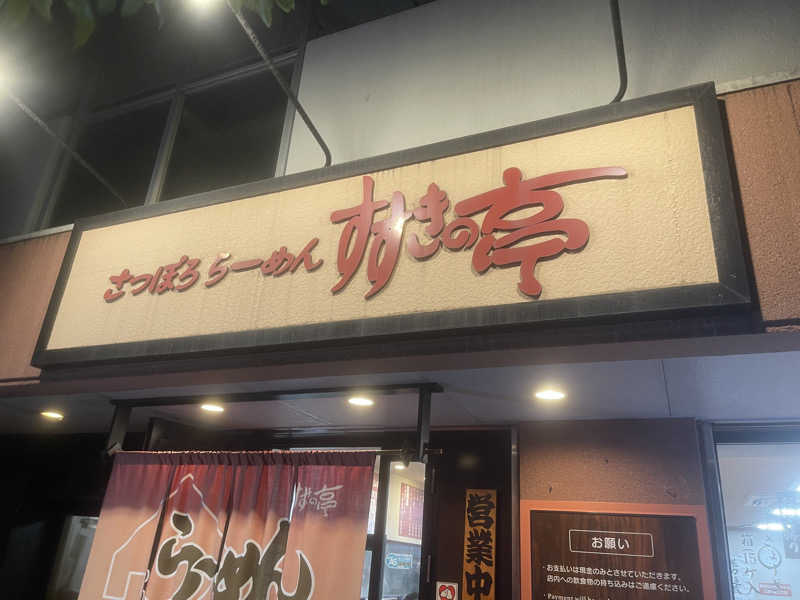 さっぽろ らーめん すすきの亭
すすきの亭
らーめん
営業中
お願い
・お支払いは現金のみとさせていただきます。
店内への飲食物の持ち込みはご遠慮ください。
・Payment will be